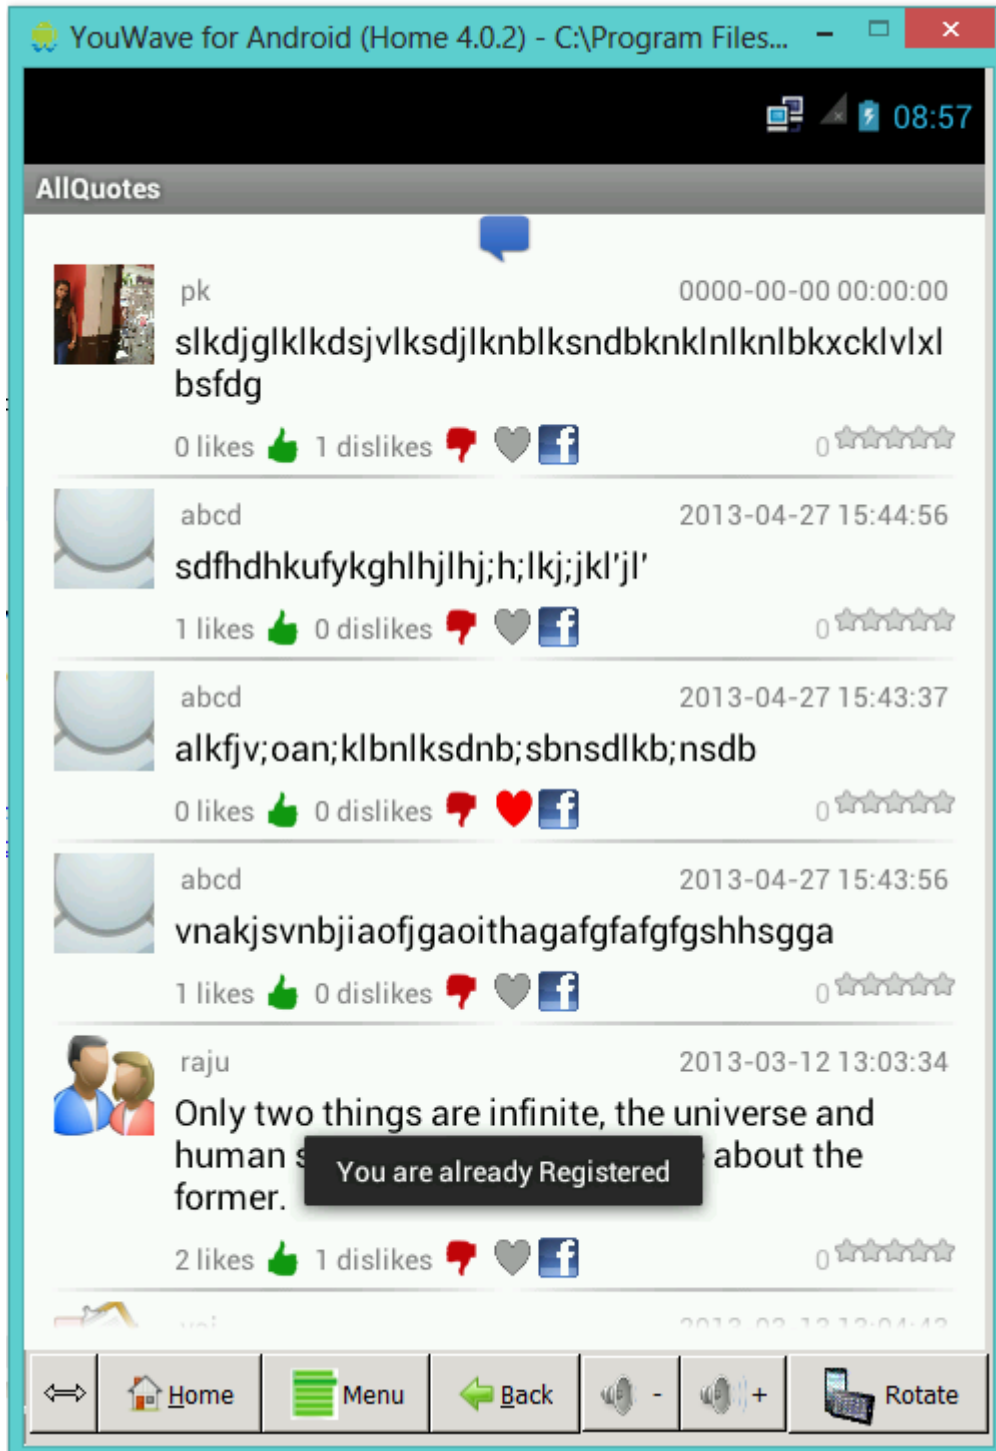 YouWave for Android (Home 4.0.2) - C:\Program Files...
08:57
AllQuotes
pk 0000-00-00 00:00:00
slkdjglklkdsjvlksdjlknblksndbknklnlknlbkxcklvlxl
bsfdg
0 likes 1 dislikes f 0
abcd 2013-04-27 15:44:56
sdfhdhkufykghlhjlhj;h;lkj;jkl'jl'
1 likes 0 dislikes f 0
abcd 2013-04-27 15:43:37
alkfjv;oan;klbnlksdnb;sbnsdlkb;nsdb
0 likes 0 dislikes f 0
abcd 2013-04-27 15:43:56
vnakjsvnbjiaofjgaoithagafgfafgfgshhsgga
1 likes 0 dislikes f 0
raju 2013-03-12 13:03:34
Only two things are infinite, the universe and
human about the
You are already Registered
former.
2 likes 1 dislikes f 0
Home Menu Back - + Rotate